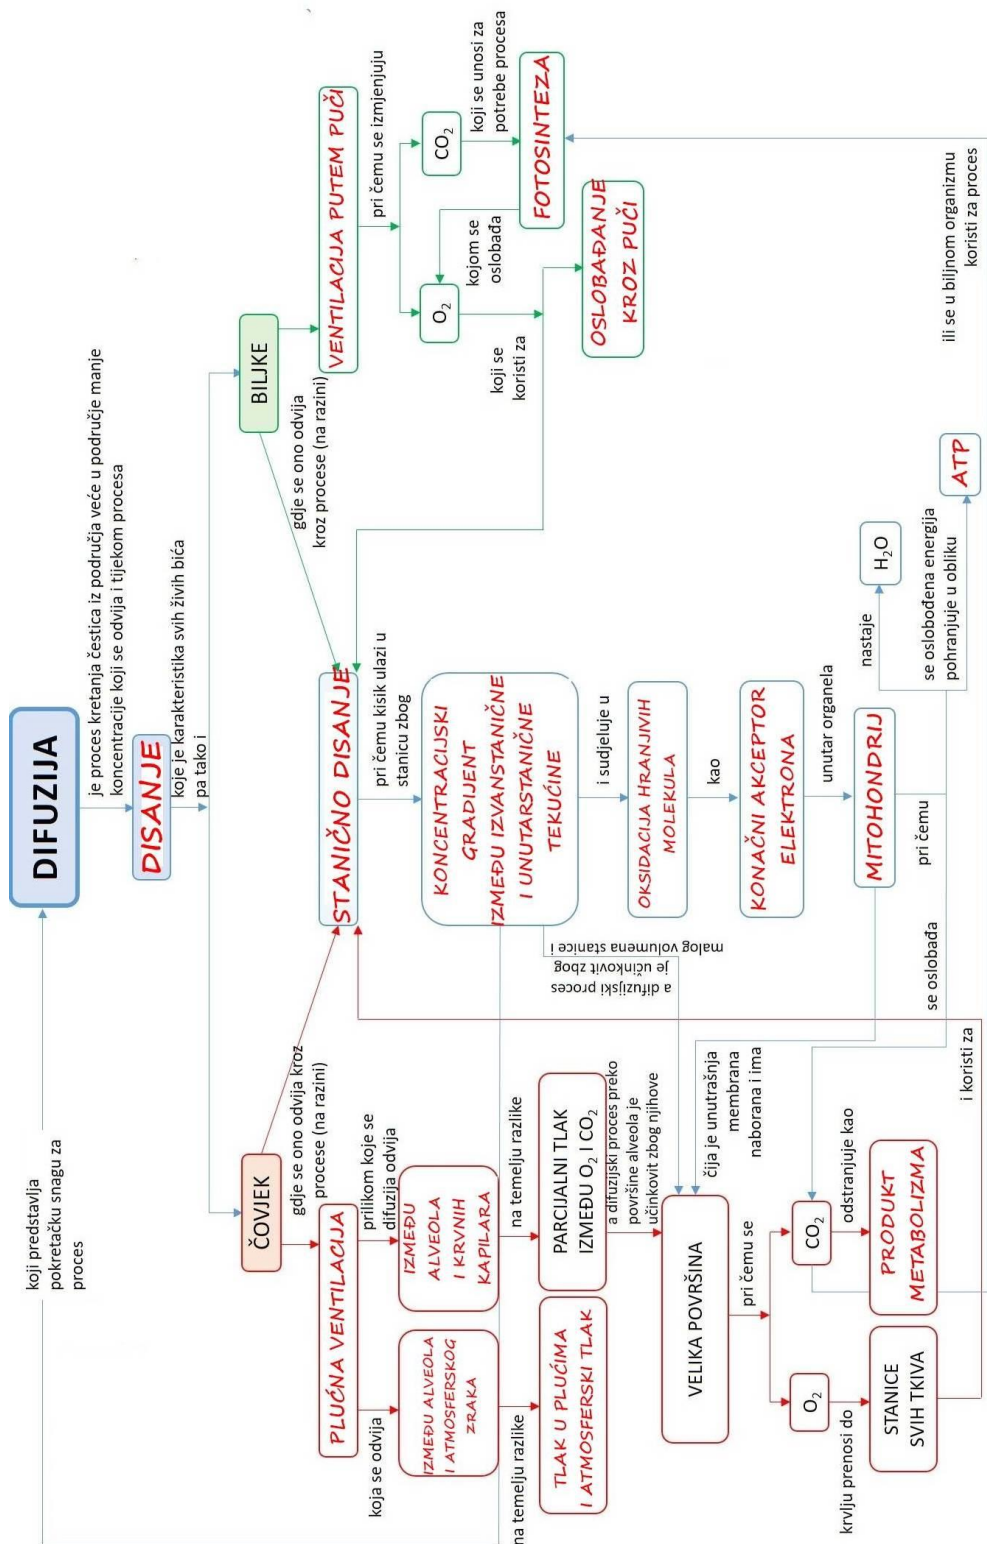 DIFUZIJA
je proces kretanja čestica iz područja veće u područje manje
koncentracije koji se odvija i tijekom procesa
koji predstavlja
pokretačku snagu za
proces
DISANJE
koje je karakteristika svih živih bića
pa tako i
ČOVJEK
BILJKE
gdje se ono odvija kroz
procese (na razini)
gdje se ono odvija
kroz procese (na razini)
PLUĆNA VENTILACIJA
STANIČNO DISANJE
VENTILACIJA PUTEM PUČI
koja se odvija
prilikom koje se
difuzija odvija
pri čemu kisik ulazi u
stanicu zbog
pri čemu se izmjenjuju
IZMEĐU ALVEOLA
I ATMOSFERSKOG
ZRAKA
IZMEĐU
ALVEOLA
I KRVNIH
KAPILARA
KONCENTRACIJSKI
GRADIJENT
IZMEĐU IZVANSTANIČNE
I UNUTARSTANIČNE
TEKUĆINE
O₂
CO₂
kojom se
oslobađa
koji se unosi za
potrebe procesa
FOTOSINTEZA
koji se
koristi za
OSLOBAĐANJE
KROZ PUČI
na temelju razlike
na temelju razlike
a difuzijski proces
je učinkovit zbog
malog volumena stanice i
i sudjeluje u
TLAK U PLUĆIMA
I ATMOSFERSKI TLAK
PARCIJALNI TLAK
IZMEĐU O₂ I CO₂
OKSIDACIJA HRANJIVIH
MOLEKULA
a difuzijski proces preko
površine alveola je
učinkovit zbog njihove
kao
VELIKA POVRŠINA
čija je unutrašnja
membrana
naborana i ima
KONAČNI AKCEPTOR
ELEKTRONA
unutar organela
pri čemu se
MITOHONDRIJ
nastaje
H₂O
O₂
CO₂
pri čemu
krvlju prenosi do
odstranjuje kao
se oslobađa
se oslobođena energija
pohranjuje u obliku
ATP
STANICE
SVIH TKIVA
PRODUKT
METABOLIZMA
i koristi za
ili se u biljnom organizmu
koristi za proces